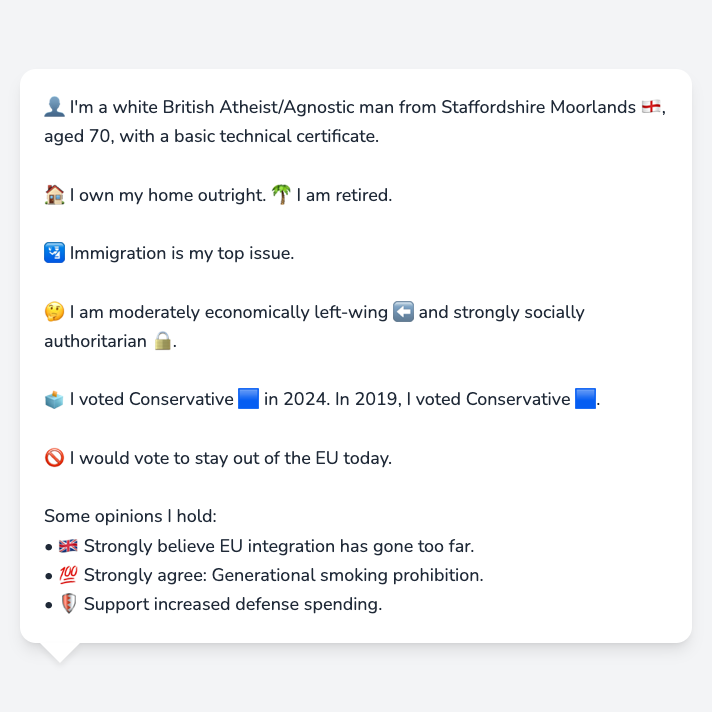 👤 I'm a white British Atheist/Agnostic man from Staffordshire Moorlands 🏴󠁧󠁢󠁥󠁮󠁧󠁿,
aged 70, with a basic technical certificate.
🏠 I own my home outright. 🌴 I am retired.
🛂 Immigration is my top issue.
🤔 I am moderately economically left-wing ⬅️ and strongly socially
authoritarian 🔒.
🗳️ I voted Conservative 🟦 in 2024. In 2019, I voted Conservative 🟦.
🚫 I would vote to stay out of the EU today.
Some opinions I hold:
• 🇬🇧 Strongly believe EU integration has gone too far.
• 💯 Strongly agree: Generational smoking prohibition.
• 🛡️ Support increased defense spending.